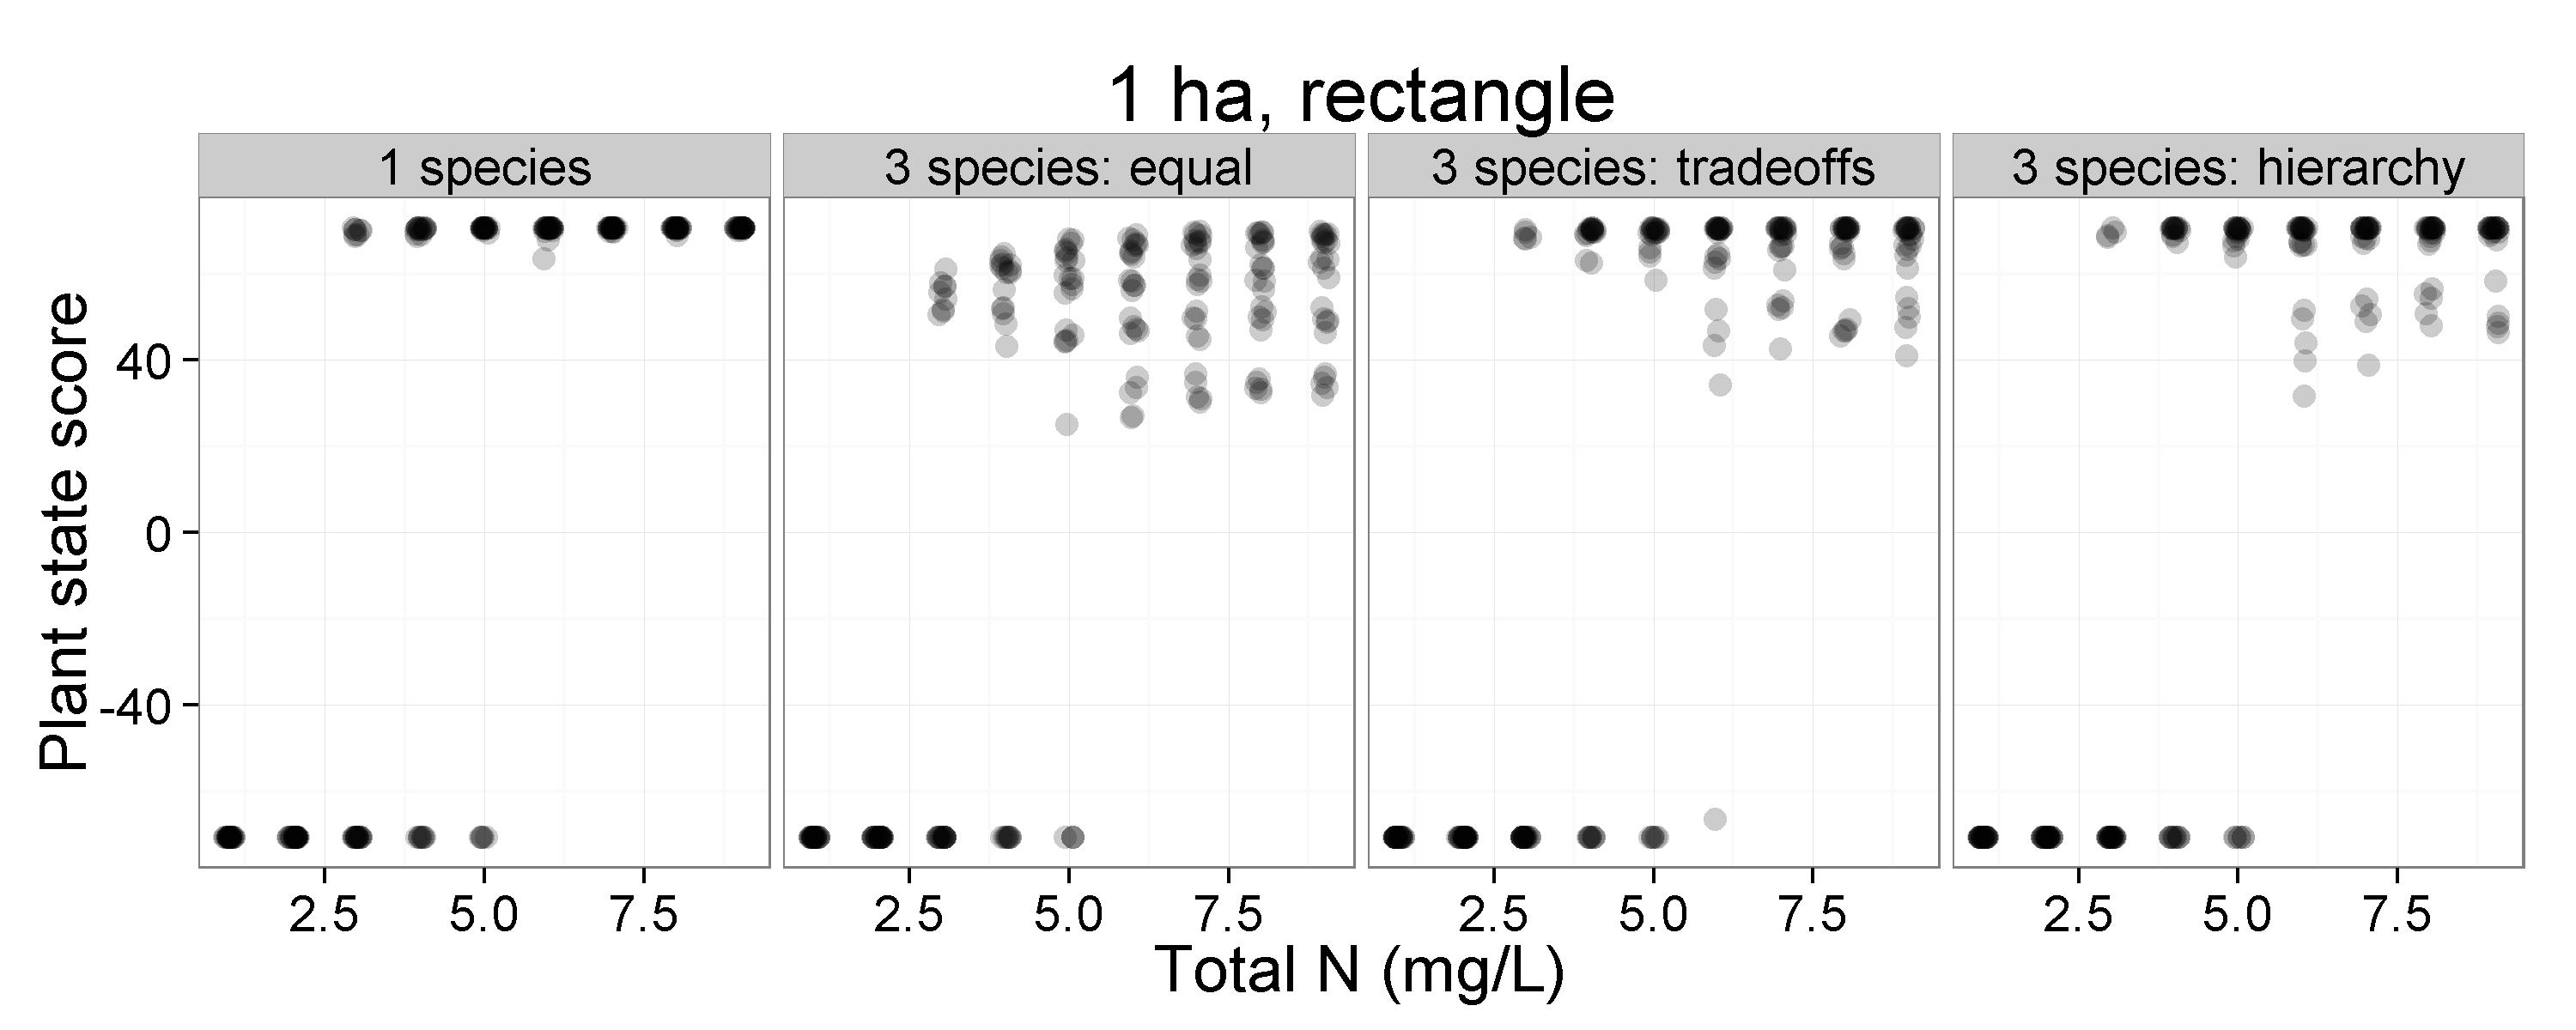 1 ha, rectangle
1 species
3 species: equal
3 species: tradeoffs
3 species: hierarchy
Plant state score
40
0
-40
2.5 5.0 7.5
2.5 5.0 7.5
2.5 5.0 7.5
2.5 5.0 7.5
Total N (mg/L)